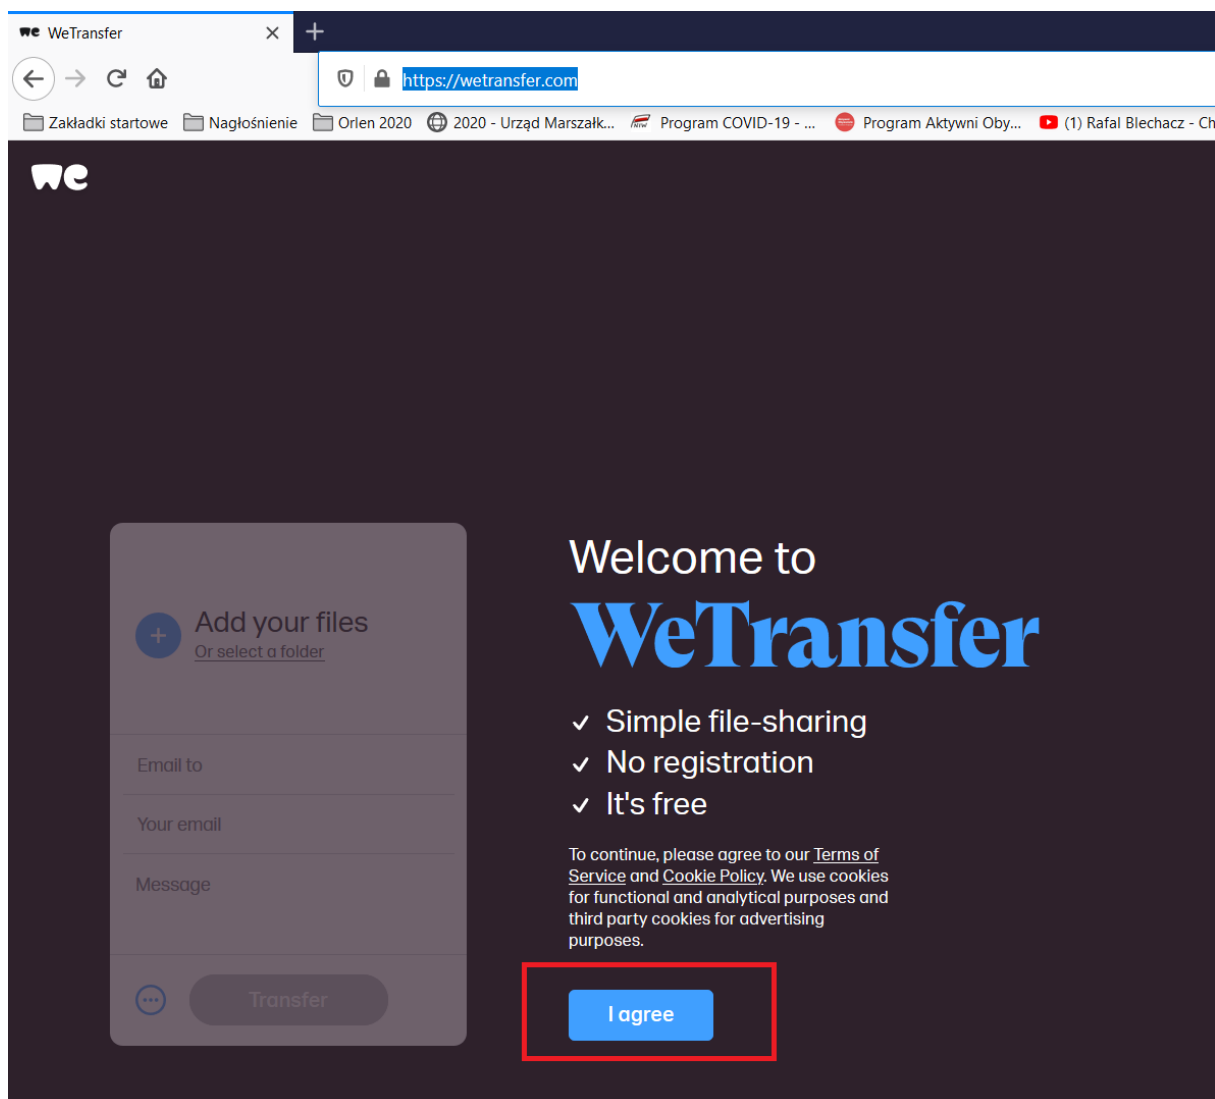 we WeTransfer
https://wetransfer.com
Zakładki startowe Nagłośnienie Orlen 2020 2020 - Urząd Marszałk... Program COVID-19 - ... Program Aktywni Oby... (1) Rafal Blechacz - Ch
we
Welcome to
WeTransfer
Simple file-sharing
No registration
It's free
To continue, please agree to our Terms of
Service and Cookie Policy. We use cookies
for functional and analytical purposes and
third party cookies for advertising
purposes.
I agree
Add your files
Or select a folder
Email to
Your email
Message
Transfer